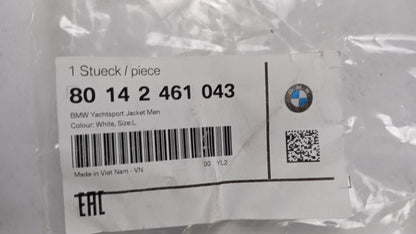 1 Stueck / piece
80 14 2 461 043
BMW Yachtsport Jacket Men
Colour: White, Size:L
00 YL2
Made in Viet Nam - VN
EAC